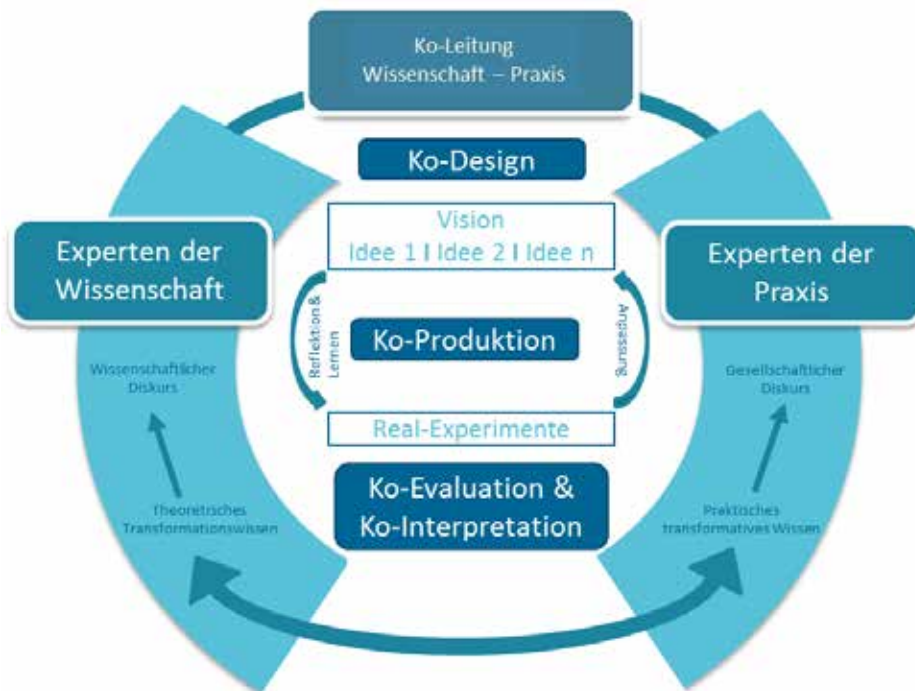 Ko-Leitung
Wissenschaft – Praxis
Ko-Design
Vision
Idee 1 I Idee 2 I Idee n
Experten der
Wissenschaft
Experten der
Praxis
Reflektion &
Lernen
Ko-Produktion
Anpassung
Wissenschaftlicher
Diskurs
Gesellschaftlicher
Diskurs
Real-Experimente
Ko-Evaluation &
Ko-Interpretation
Theoretisches
Transformationswissen
Praktisches
transformatives Wissen